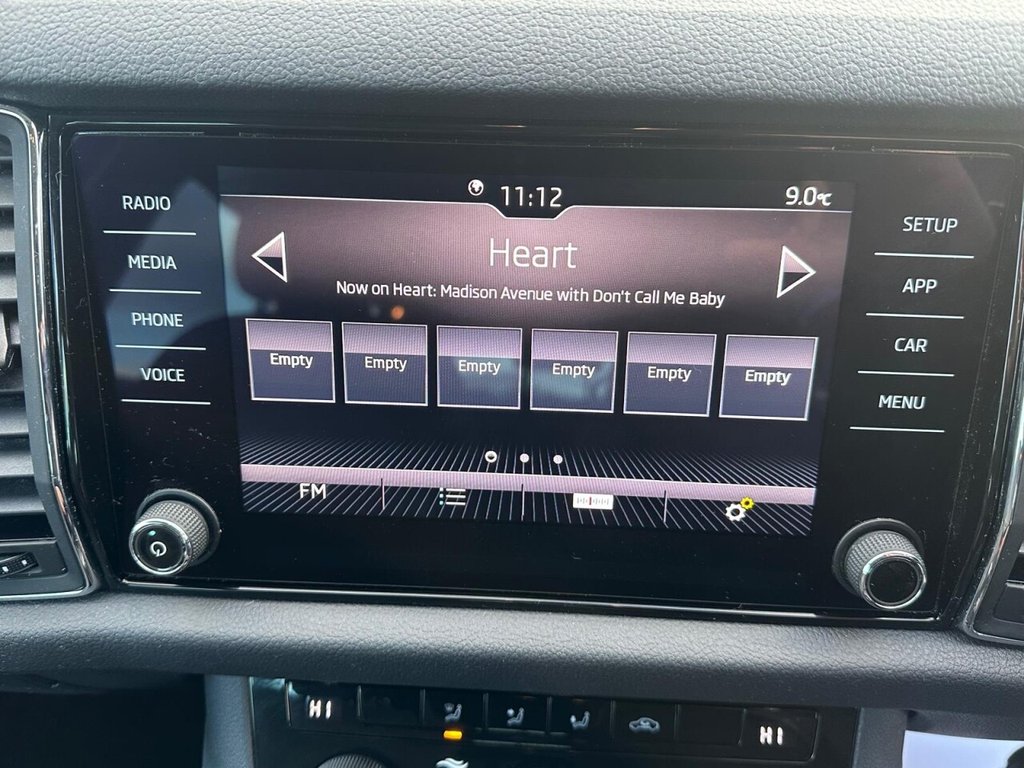 11:12
9.0°C
RADIO
MEDIA
PHONE
VOICE
Heart
Now on Heart: Madison Avenue with Don't Call Me Baby
Empty Empty Empty Empty Empty Empty
FM
SETUP
APP
CAR
MENU
HI HI